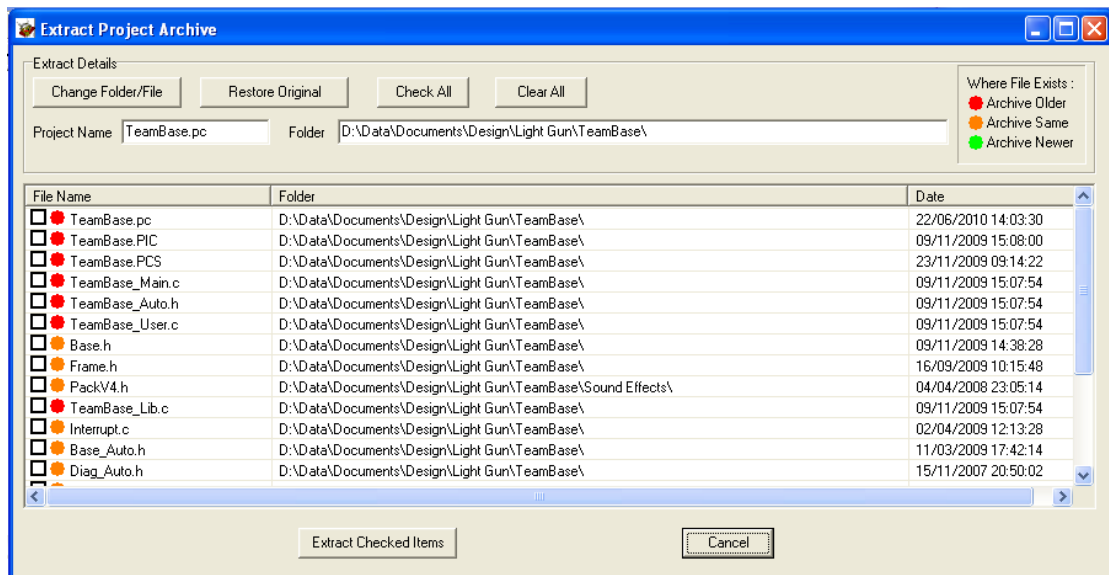 Extract Project Archive
Extract Details
Change Folder/File Restore Original Check All Clear All
Where File Exists :
Archive Older
Archive Same
Archive Newer
Project Name TeamBase.pc Folder D:\Data\Documents\Design\Light Gun\TeamBase\
File Name Folder Date
TeamBase.pc D:\Data\Documents\Design\Light Gun\TeamBase\ 22/06/2010 14:03:30
TeamBase.PIC D:\Data\Documents\Design\Light Gun\TeamBase\ 09/11/2009 15:08:00
TeamBase.PCS D:\Data\Documents\Design\Light Gun\TeamBase\ 23/11/2009 09:14:22
TeamBase_Main.c D:\Data\Documents\Design\Light Gun\TeamBase\ 09/11/2009 15:07:54
TeamBase_Auto.h D:\Data\Documents\Design\Light Gun\TeamBase\ 09/11/2009 15:07:54
TeamBase_User.c D:\Data\Documents\Design\Light Gun\TeamBase\ 09/11/2009 15:07:54
Base.h D:\Data\Documents\Design\Light Gun\TeamBase\ 09/11/2009 14:38:28
Frame.h D:\Data\Documents\Design\Light Gun\TeamBase\ 16/09/2009 10:15:48
PackV4.h D:\Data\Documents\Design\Light Gun\TeamBase\Sound Effects\ 04/04/2008 23:05:14
TeamBase_Lib.c D:\Data\Documents\Design\Light Gun\TeamBase\ 09/11/2009 15:07:54
Interrupt.c D:\Data\Documents\Design\Light Gun\TeamBase\ 02/04/2009 12:13:28
Base_Auto.h D:\Data\Documents\Design\Light Gun\TeamBase\ 11/03/2009 17:42:14
Diag_Auto.h D:\Data\Documents\Design\Light Gun\TeamBase\ 15/11/2007 20:50:02
Extract Checked Items Cancel